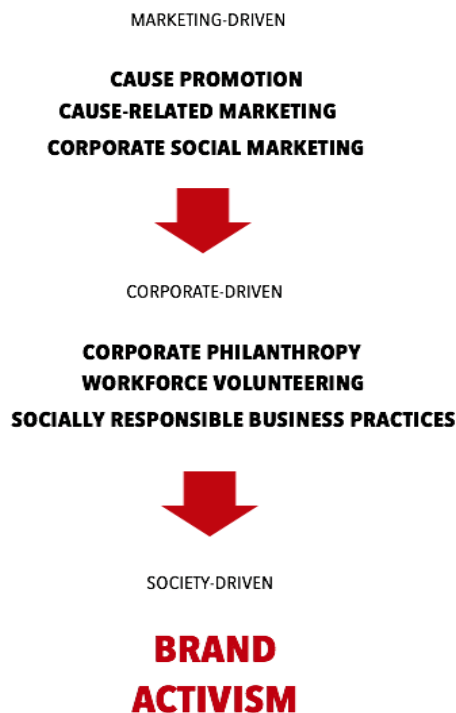 MARKETING-DRIVEN
CAUSE PROMOTION
CAUSE-RELATED MARKETING
CORPORATE SOCIAL MARKETING
CORPORATE-DRIVEN
CORPORATE PHILANTHROPY
WORKFORCE VOLUNTEERING
SOCIALLY RESPONSIBLE BUSINESS PRACTICES
SOCIETY-DRIVEN
BRAND
ACTIVISM